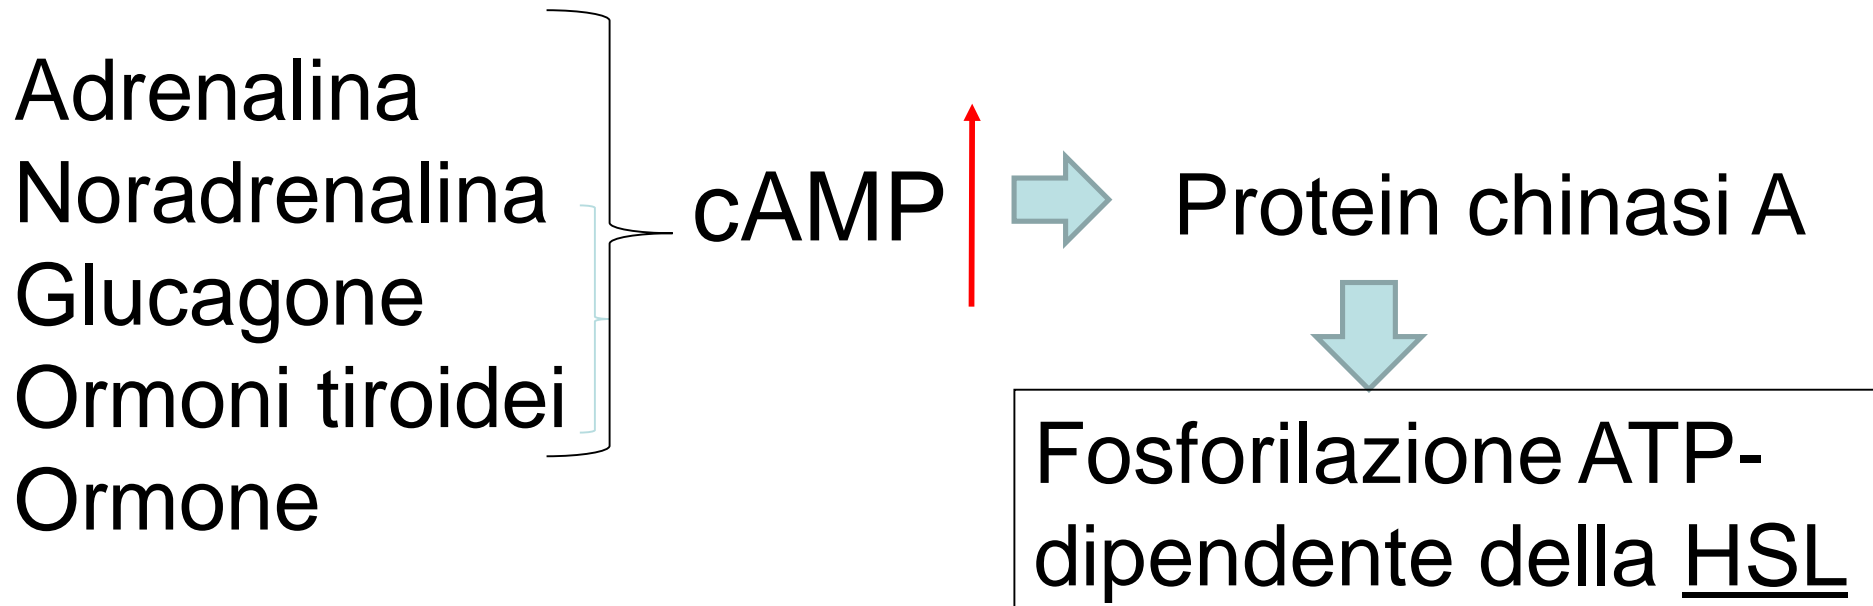 Adrenalina
Noradrenalina
Glucagone
Ormoni tiroidei
Ormone
cAMP
Protein chinasi A
Fosforilazione ATP-
dipendente della HSL